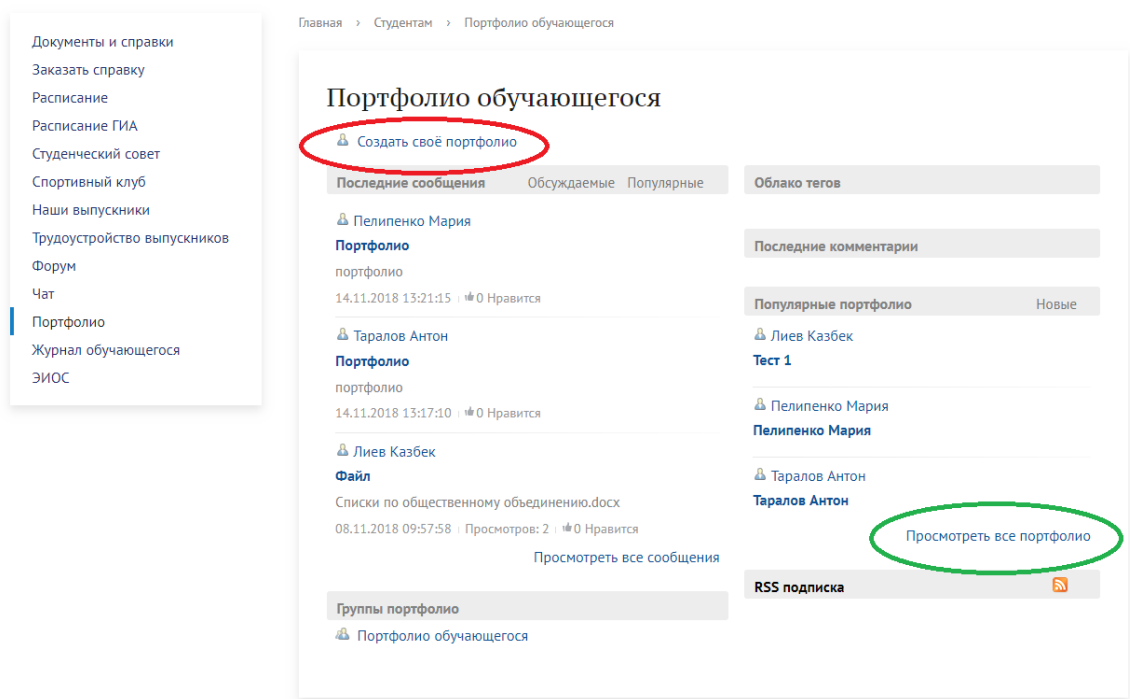 Главная › Студентам › Портфолио обучающегося
Документы и справки
Заказать справку
Расписание
Расписание ГИА
Студенческий совет
Спортивный клуб
Наши выпускники
Трудоустройство выпускников
Форум
Чат
Портфолио
Журнал обучающегося
ЭИОС
Портфолио обучающегося
Создать своё портфолио
Последние сообщения Обсуждаемые Популярные
Пелипенко Мария
Портфолио
портфолио
14.11.2018 13:21:15 0 Нравится
Таралов Антон
Портфолио
портфолио
14.11.2018 13:17:10 0 Нравится
Лиев Казбек
Файл
Списки по общественному объединению.docx
08.11.2018 09:57:58 Просмотров: 2 0 Нравится
Просмотреть все сообщения
Группы портфолио
Портфолио обучающегося
Облако тегов
Последние комментарии
Популярные портфолио Новые
Лиев Казбек
Тест 1
Пелипенко Мария
Пелипенко Мария
Таралов Антон
Таралов Антон
Просмотреть все портфолио
RSS подписка